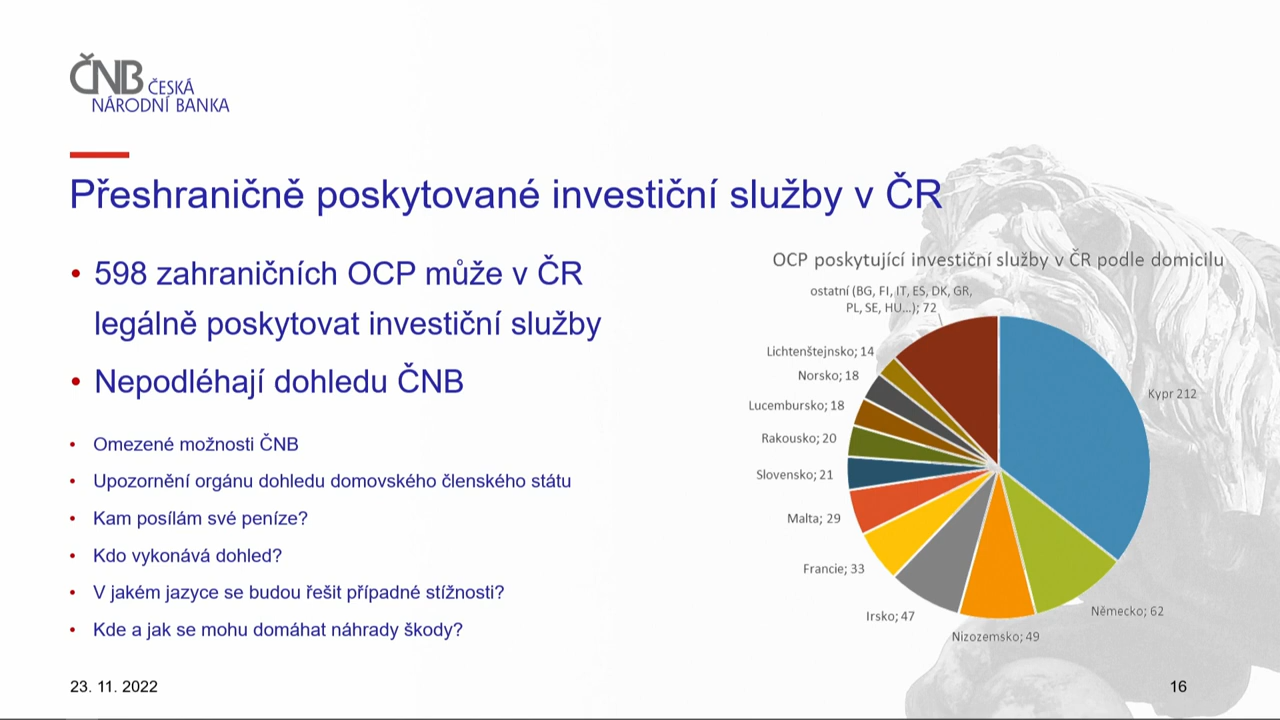 ČNB ČESKÁ
NÁRODNÍ BANKA
Přeshraničně poskytované investiční služby v ČR
• 598 zahraničních OCP může v ČR
legálně poskytovat investiční služby
• Nepodléhají dohledu ČNB
• Omezené možnosti ČNB
• Upozornění orgánu dohledu domovského členského státu
• Kam posílám své peníze?
• Kdo vykonává dohled?
• V jakém jazyce se budou řešit případné stížnosti?
• Kde a jak se mohu domáhat náhrady škody?
OCP poskytující investiční služby v ČR podle domicilu
ostatní (BG, FI, IT, ES, DK, GR,
PL, SE, HU...); 72
Lichtenštejnsko; 14
Norsko; 18
Lucembursko; 18
Rakousko; 20
Slovensko; 21
Malta; 29
Francie; 33
Irsko; 47
Nizozemsko; 49
Německo; 62
Kypr 212
23. 11. 2022
16